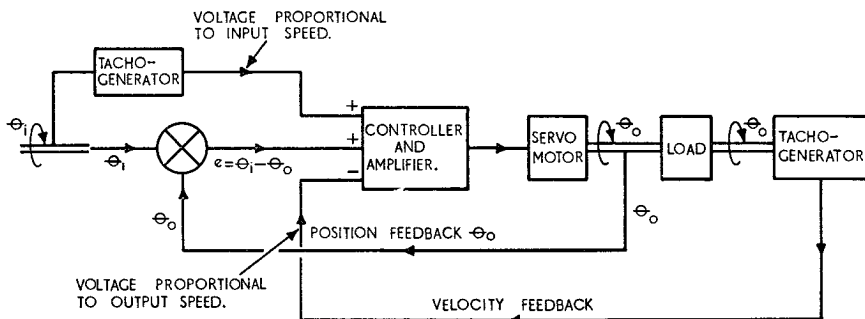 VOLTAGE PROPORTIONAL
TO INPUT SPEED.
TACHO-
GENERATOR
θi
θi
+
+
−
e=θi−θo
CONTROLLER
AND
AMPLIFIER.
SERVO
MOTOR
θo
LOAD
θo
TACHO-
GENERATOR
θo
θo
POSITION FEEDBACK θo
VOLTAGE PROPORTIONAL
TO OUTPUT SPEED.
VELOCITY FEEDBACK